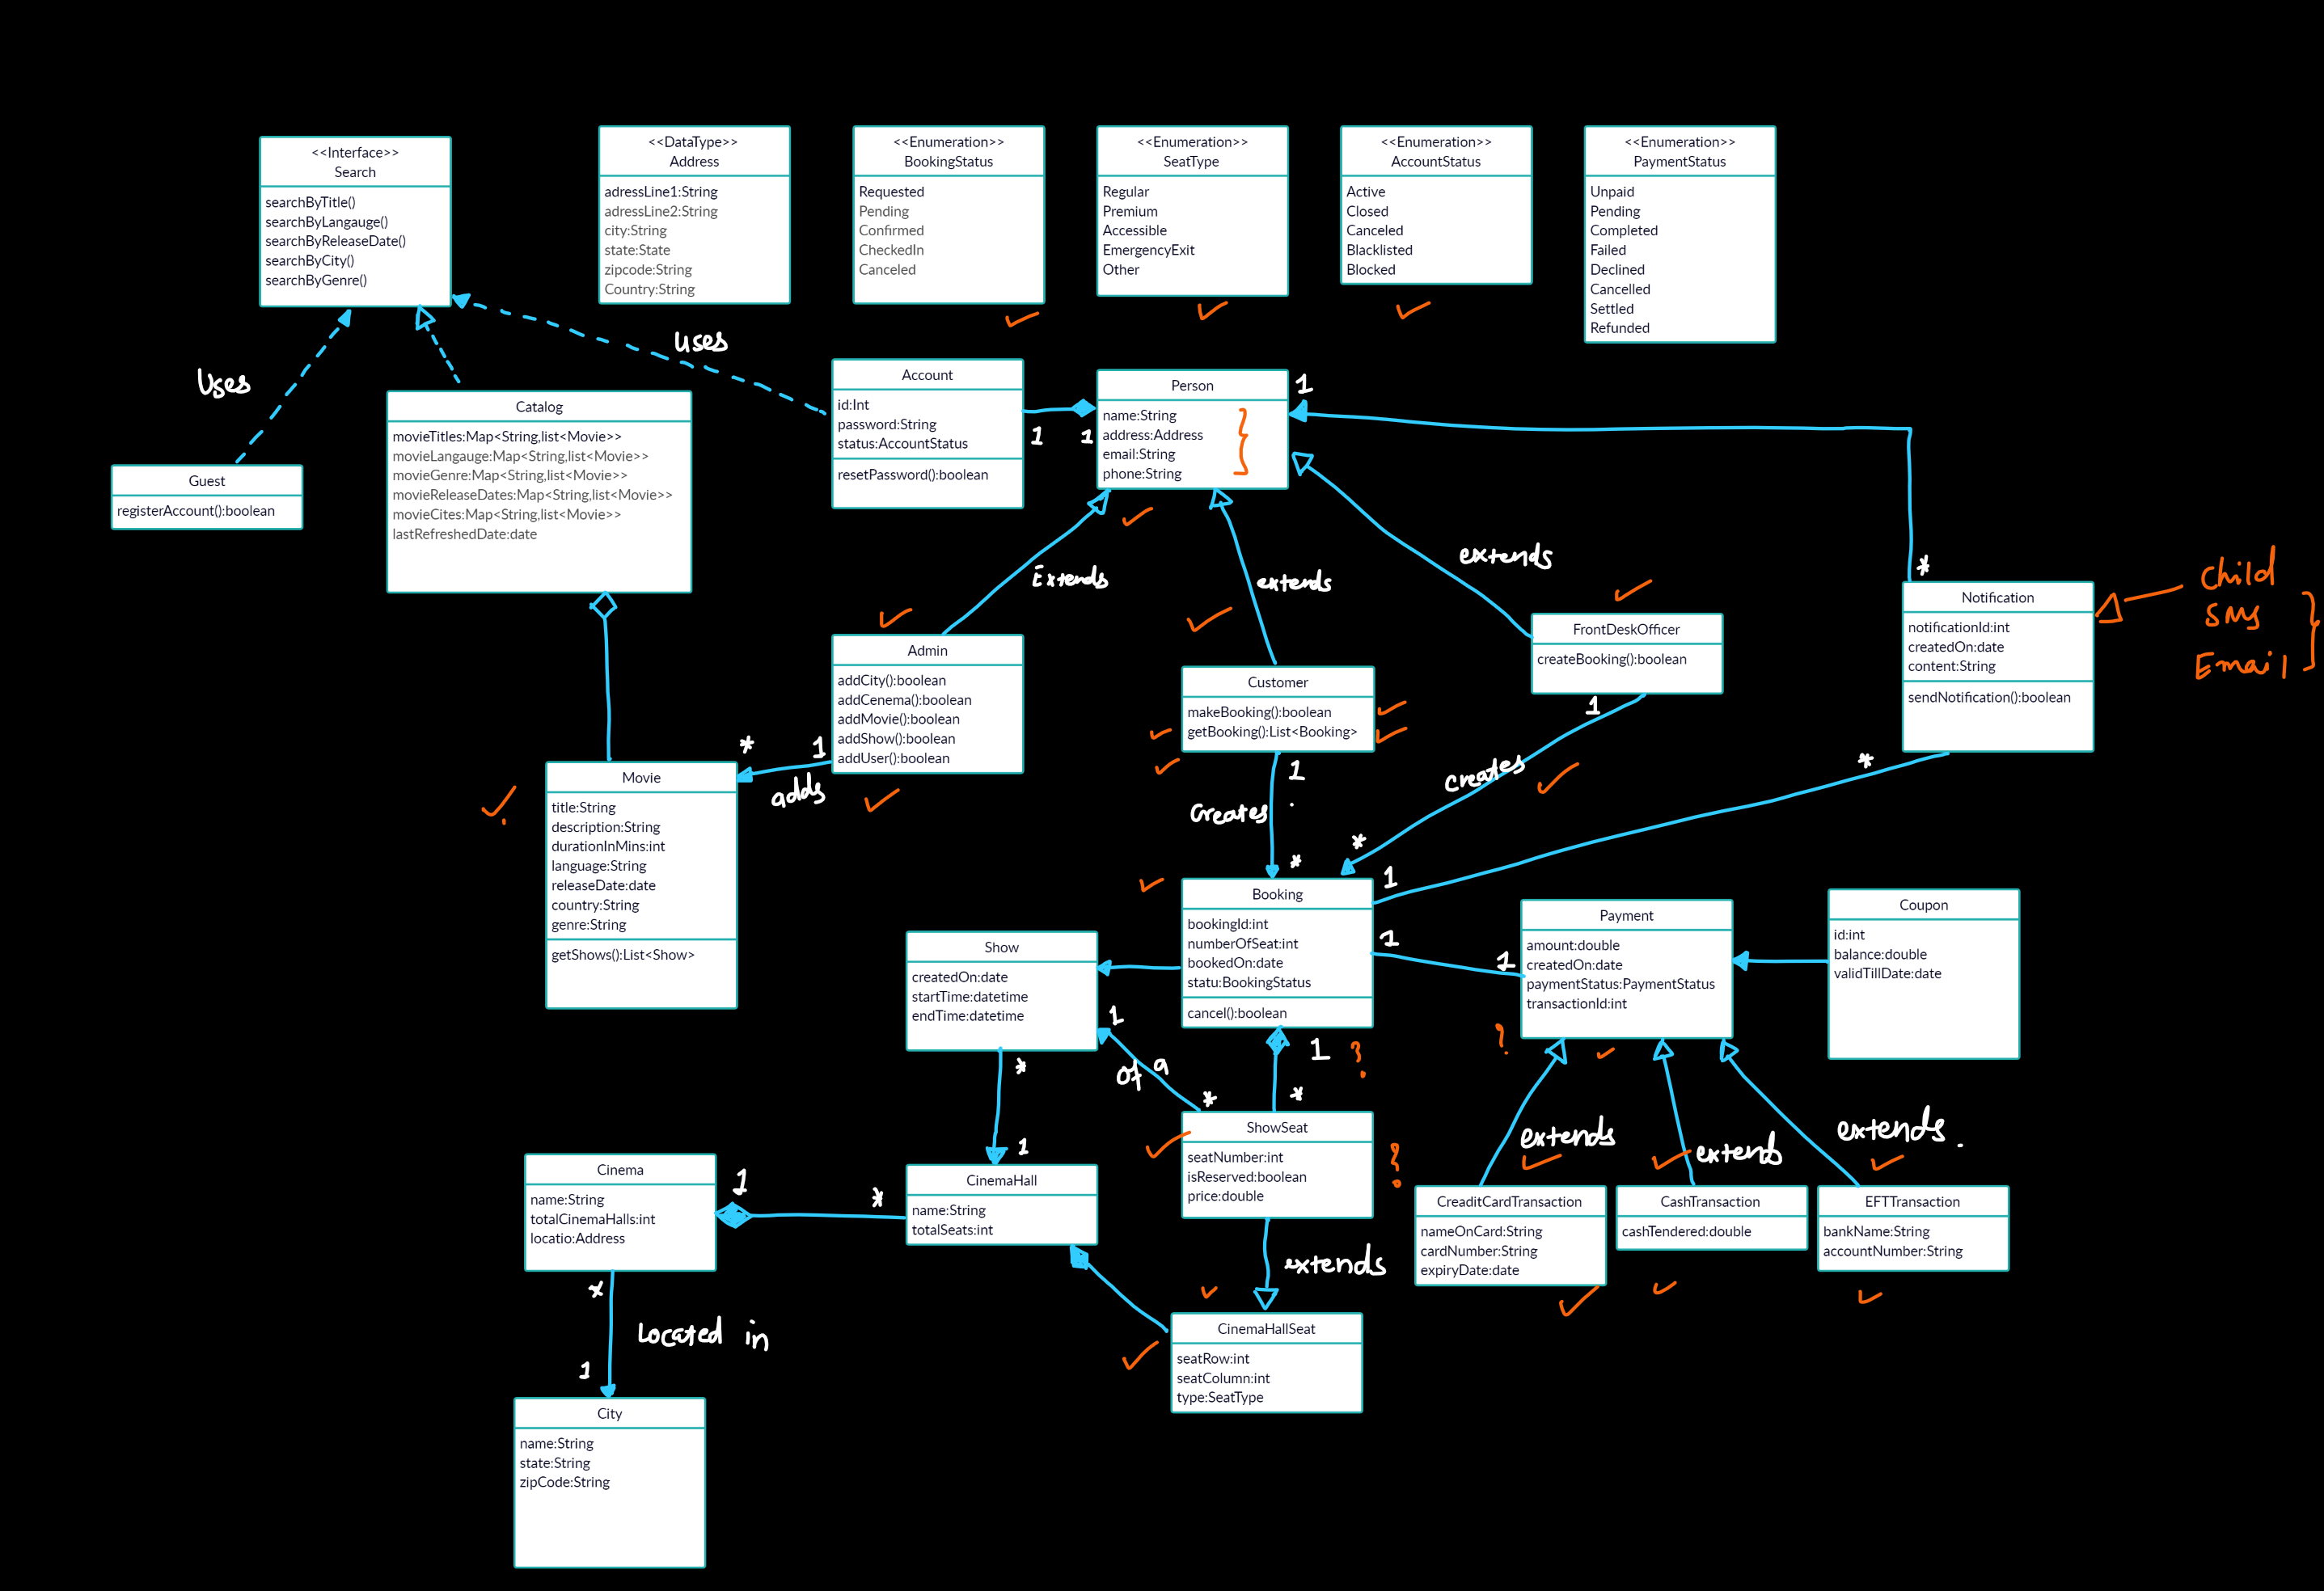 <<Interface>>
Search
searchByTitle()
searchByLangauge()
searchByReleaseDate()
searchByCity()
searchByGenre()
<<DataType>>
Address
adressLine1:String
adressLine2:String
city:String
state:State
zipcode:String
Country:String
<<Enumeration>>
BookingStatus
Requested
Pending
Confirmed
CheckedIn
Canceled
<<Enumeration>>
SeatType
Regular
Premium
Accessible
EmergencyExit
Other
<<Enumeration>>
AccountStatus
Active
Closed
Canceled
Blacklisted
Blocked
<<Enumeration>>
PaymentStatus
Unpaid
Pending
Completed
Failed
Declined
Cancelled
Settled
Refunded
Uses
uses
Guest
registerAccount():boolean
Catalog
movieTitles:Map<String,list<Movie>>
movieLangauge:Map<String,list<Movie>>
movieGenre:Map<String,list<Movie>>
movieReleaseDates:Map<String,list<Movie>>
movieCites:Map<String,list<Movie>>
lastRefreshedDate:date
Account
id:Int
password:String
status:AccountStatus
resetPassword():boolean
1
1
Person
name:String
address:Address
email:String
phone:String
1
Extends
extends
extends
*
Notification
notificationId:int
createdOn:date
content:String
sendNotification():boolean
Child
SMS
Email
Admin
addCity():boolean
addCenema():boolean
addMovie():boolean
addShow():boolean
addUser():boolean
Customer
makeBooking():boolean
getBooking():List<Booking>
FrontDeskOfficer
createBooking():boolean
* 1
adds
1
creates
*
1
creates
*
*
1
Movie
title:String
description:String
durationInMins:int
language:String
releaseDate:date
country:String
genre:String
getShows():List<Show>
Show
createdOn:date
startTime:datetime
endTime:datetime
Booking
bookingId:int
numberOfSeat:int
bookedOn:date
statu:BookingStatus
cancel():boolean
1
1
Payment
amount:double
createdOn:date
paymentStatus:PaymentStatus
transactionId:int
Coupon
id:int
balance:double
validTillDate:date
1
of a
*
1 ?
*
?
*
1
ShowSeat
seatNumber:int
isReserved:boolean
price:double
?
extends
extend
extends.
Cinema
name:String
totalCinemaHalls:int
locatio:Address
1
*
CinemaHall
name:String
totalSeats:int
CreaditCardTransaction
nameOnCard:String
cardNumber:String
expiryDate:date
CashTransaction
cashTendered:double
EFTTransaction
bankName:String
accountNumber:String
extends
*
Located in
1
CinemaHallSeat
seatRow:int
seatColumn:int
type:SeatType
City
name:String
state:String
zipCode:String